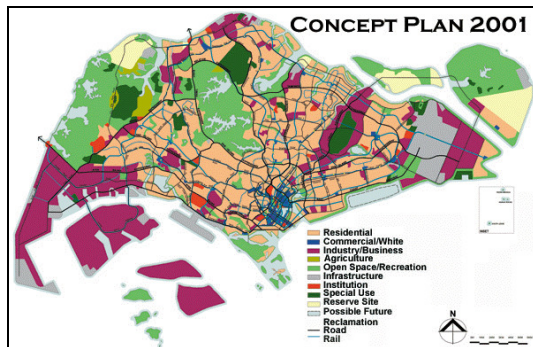 CONCEPT PLAN 2001
Residential
Commercial/White
Industry/Business
Agriculture
Open Space/Recreation
Infrastructure
Institution
Special Use
Reserve Site
Possible Future
Reclamation
Road
Rail
N